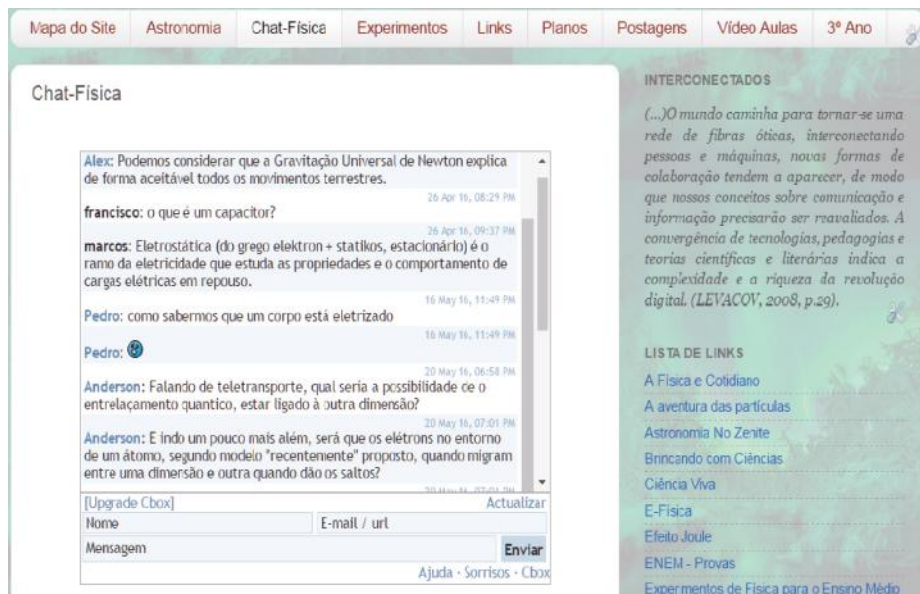 Mapa do Site Astronomia Chat-Física Experimentos Links Planos Postagens Vídeo Aulas 3º Ano
Chat-Física
Alex: Podemos considerar que a Gravitação Universal de Newton explica
de forma aceitável todos os movimentos terrestres.
26 Apr 16, 08:29 PM
francisco: o que é um capacitor?
26 Apr 16, 09:37 PM
marcos: Eletrostática (do grego elektron + statikos, estacionário) é o
ramo da eletricidade que estuda as propriedades e o comportamento de
cargas elétricas em repouso.
16 May 16, 11:49 PM
Pedro: como sabermos que um corpo está eletrizado
16 May 16, 11:49 PM
Pedro:
20 May 16, 06:58 PM
Anderson: Falando de teletransporte, qual seria a possibilidade de o
entrelaçamento quantico, estar ligado à outra dimensão?
20 May 16, 07:01 PM
Anderson: E indo um pouco mais além, será que os elétrons no entorno
de um átomo, segundo modelo "recentemente" proposto, quando migram
entre uma dimensão e outra quando dão os saltos?
[Upgrade Cbox] Actualizar
Nome E-mail / url
Mensagem Enviar
Ajuda · Sorrisos · Cbox
INTERCONECTADOS
(...)O mundo caminha para tornar-se uma
rede de fibras óticas, interconectando
pessoas e máquinas, novas formas de
colaboração tendem a aparecer, de modo
que nossos conceitos sobre comunicação e
informação precisarão ser reavaliados. A
convergência de tecnologias, pedagogias e
teorias científicas e literárias indica a
complexidade e a riqueza da revolução
digital. (LEVACOV, 2008, p.29).
LISTA DE LINKS
A Física e Cotidiano
A aventura das partículas
Astronomia No Zenite
Brincando com Ciências
Ciência Viva
E-Física
Efeito Joule
ENEM - Provas
Experimentos de Física para o Ensino Médio